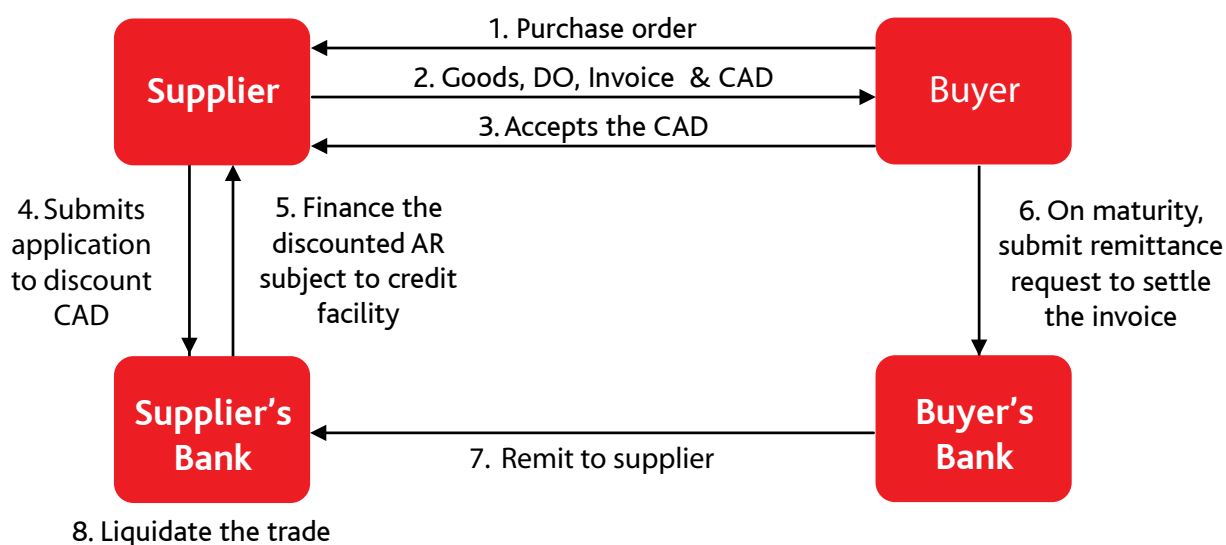 1. Purchase order
Supplier
2. Goods, DO, Invoice & CAD
Buyer
3. Accepts the CAD
4. Submits
application
to discount
CAD
5. Finance the
discounted AR
subject to credit
facility
6. On maturity,
submit remittance
request to settle
the invoice
Supplier’s
Bank
7. Remit to supplier
Buyer’s
Bank
8. Liquidate the trade